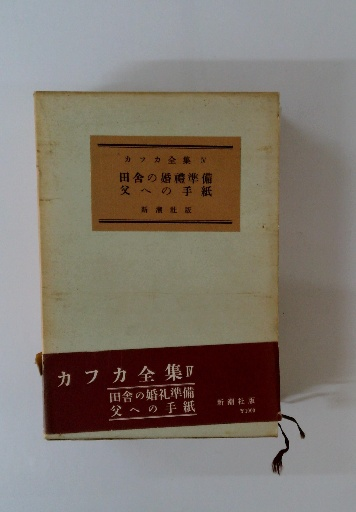 カフカ全集 Ⅳ
田舎の婚禮準備
父への手紙
新潮社版
カフカ全集Ⅳ
田舎の婚礼準備
父への手紙
新潮社版